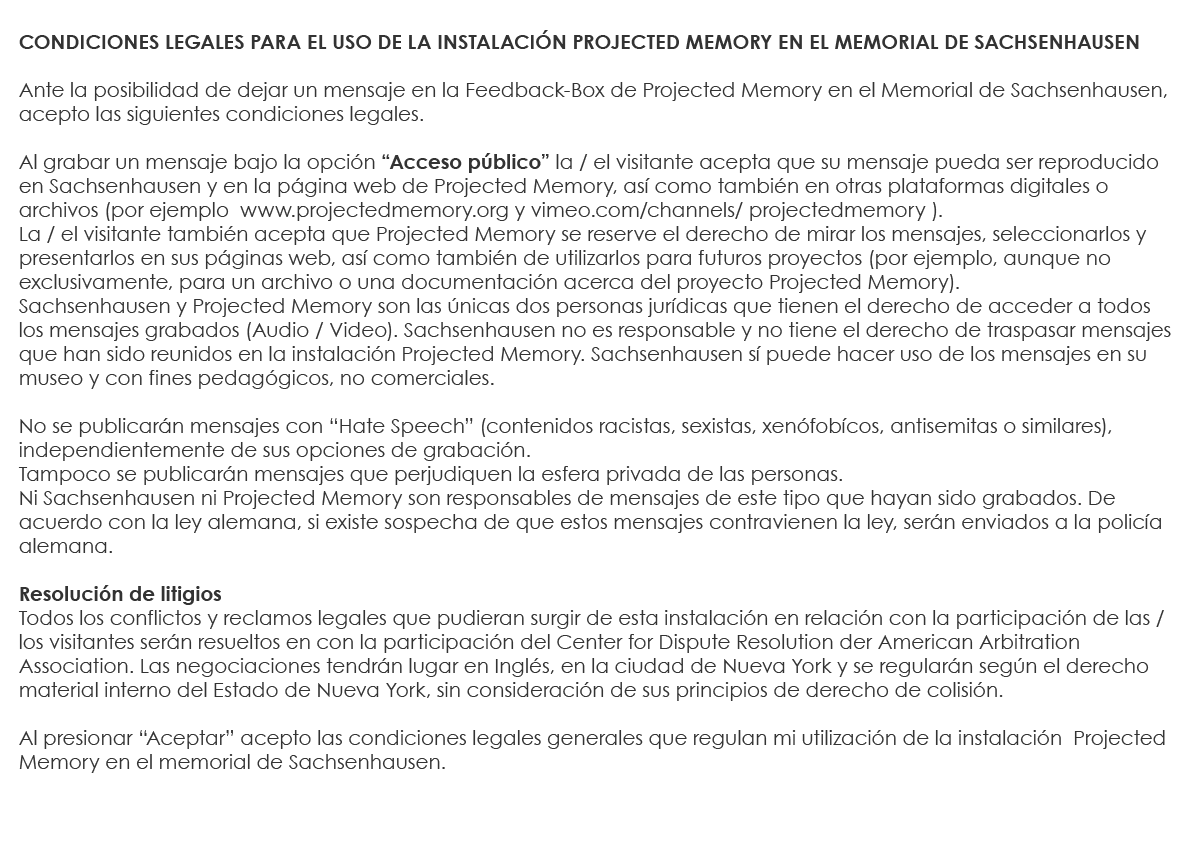 CONDICIONES LEGALES PARA EL USO DE LA INSTALACIÓN PROJECTED MEMORY EN EL MEMORIAL DE SACHSENHAUSEN
Ante la posibilidad de dejar un mensaje en la Feedback-Box de Projected Memory en el Memorial de Sachsenhausen,
acepto las siguientes condiciones legales.
Al grabar un mensaje bajo la opción “Acceso público” la / el visitante acepta que su mensaje pueda ser reproducido
en Sachsenhausen y en la página web de Projected Memory, así como también en otras plataformas digitales o
archivos (por ejemplo  www.projectedmemory.org y vimeo.com/channels/ projectedmemory ).
La / el visitante también acepta que Projected Memory se reserve el derecho de mirar los mensajes, seleccionarlos y
presentarlos en sus páginas web, así como también de utilizarlos para futuros proyectos (por ejemplo, aunque no
exclusivamente, para un archivo o una documentación acerca del proyecto Projected Memory).
Sachsenhausen y Projected Memory son las únicas dos personas jurídicas que tienen el derecho de acceder a todos
los mensajes grabados (Audio / Video). Sachsenhausen no es responsable y no tiene el derecho de traspasar mensajes
que han sido reunidos en la instalación Projected Memory. Sachsenhausen sí puede hacer uso de los mensajes en su
museo y con fines pedagógicos, no comerciales.
No se publicarán mensajes con “Hate Speech” (contenidos racistas, sexistas, xenófobícos, antisemitas o similares),
independientemente de sus opciones de grabación.
Tampoco se publicarán mensajes que perjudiquen la esfera privada de las personas.
Ni Sachsenhausen ni Projected Memory son responsables de mensajes de este tipo que hayan sido grabados. De
acuerdo con la ley alemana, si existe sospecha de que estos mensajes contravienen la ley, serán enviados a la policía
alemana.
Resolución de litigios
Todos los conflictos y reclamos legales que pudieran surgir de esta instalación en relación con la participación de las /
los visitantes serán resueltos en con la participación del Center for Dispute Resolution der American Arbitration
Association. Las negociaciones tendrán lugar en Inglés, en la ciudad de Nueva York y se regularán según el derecho
material interno del Estado de Nueva York, sin consideración de sus principios de derecho de colisión.
Al presionar “Aceptar” acepto las condiciones legales generales que regulan mi utilización de la instalación  Projected
Memory en el memorial de Sachsenhausen.